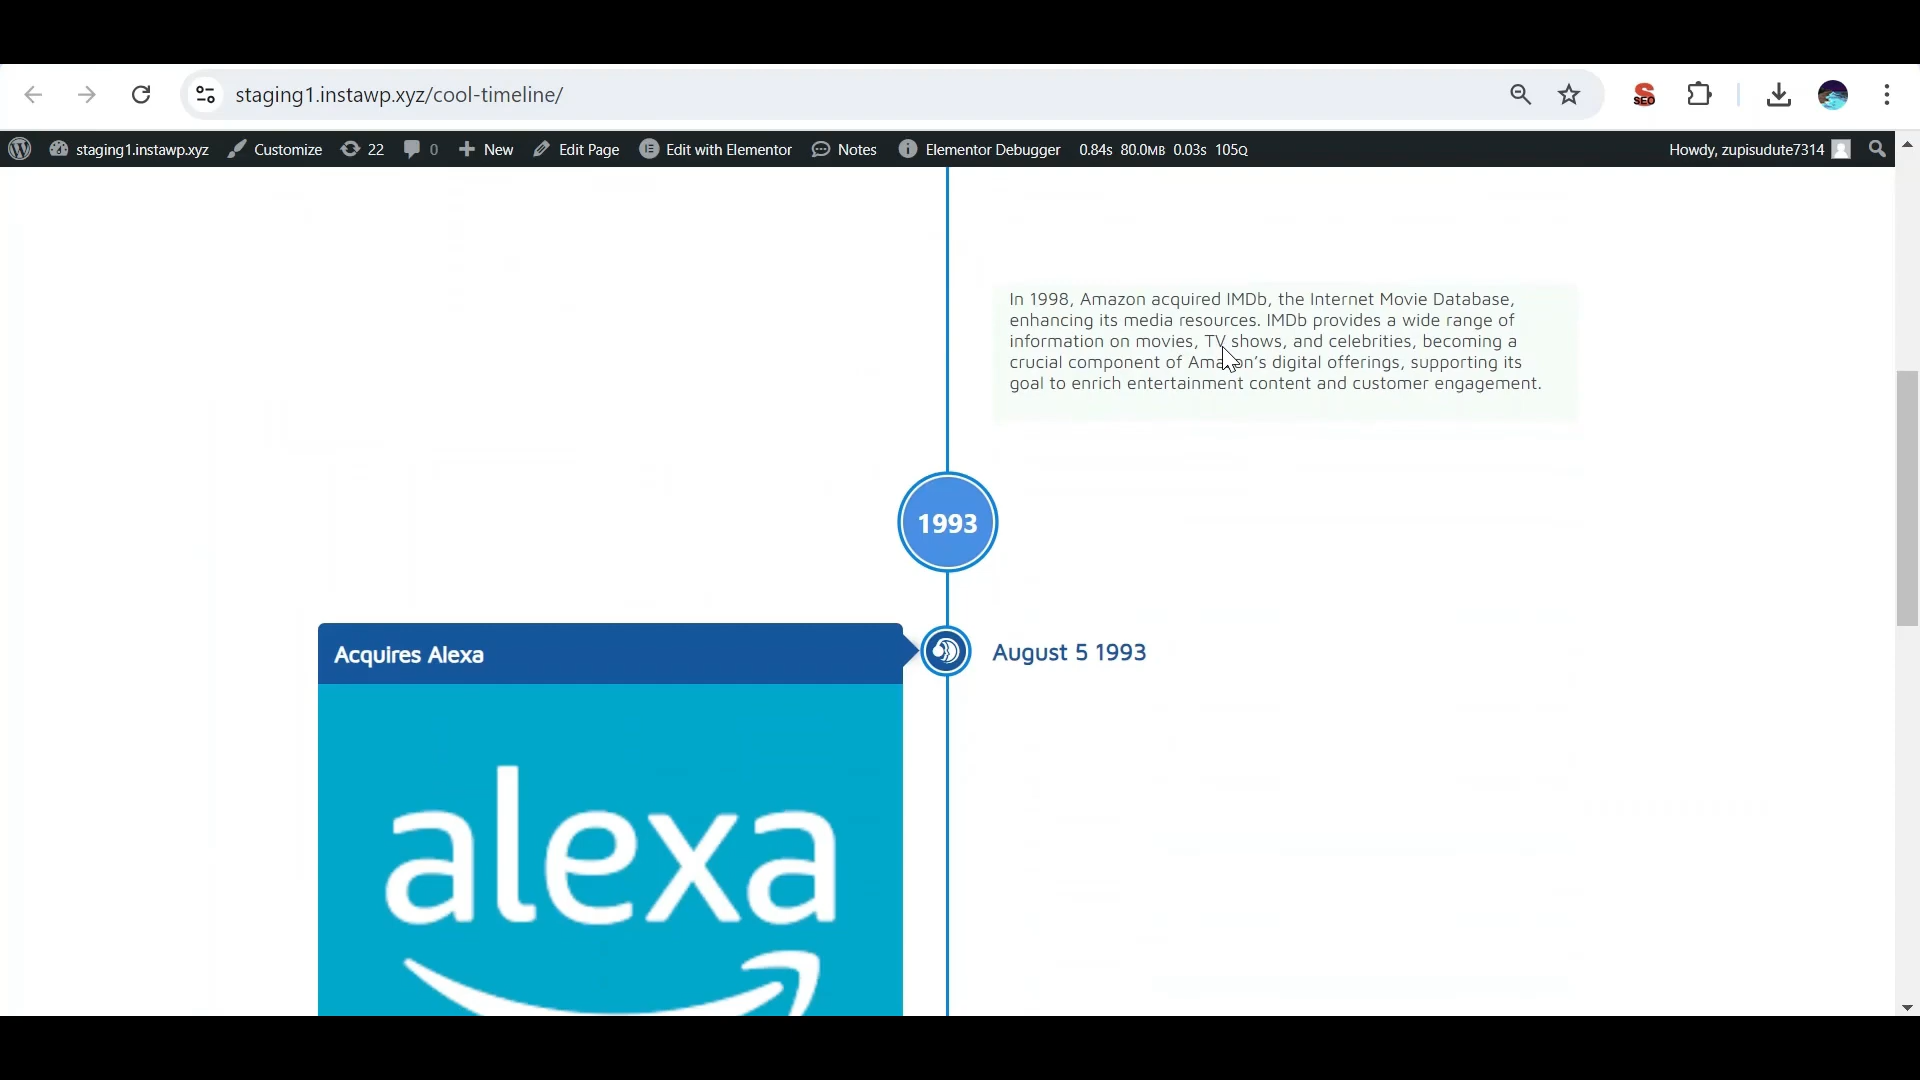 staging1.instawp.xyz/cool-timeline/
SEO
staging1.instawp.xyz Customize 22 0 New Edit Page Edit with Elementor Notes Elementor Debugger 0.84s 80.0MB 0.03s 105Q Howdy, zupisudute7314
In 1998, Amazon acquired IMDb, the Internet Movie Database,
enhancing its media resources. IMDb provides a wide range of
information on movies, TV shows, and celebrities, becoming a
crucial component of Amazon’s digital offerings, supporting its
goal to enrich entertainment content and customer engagement.
1993
Acquires Alexa
August 5 1993
alexa